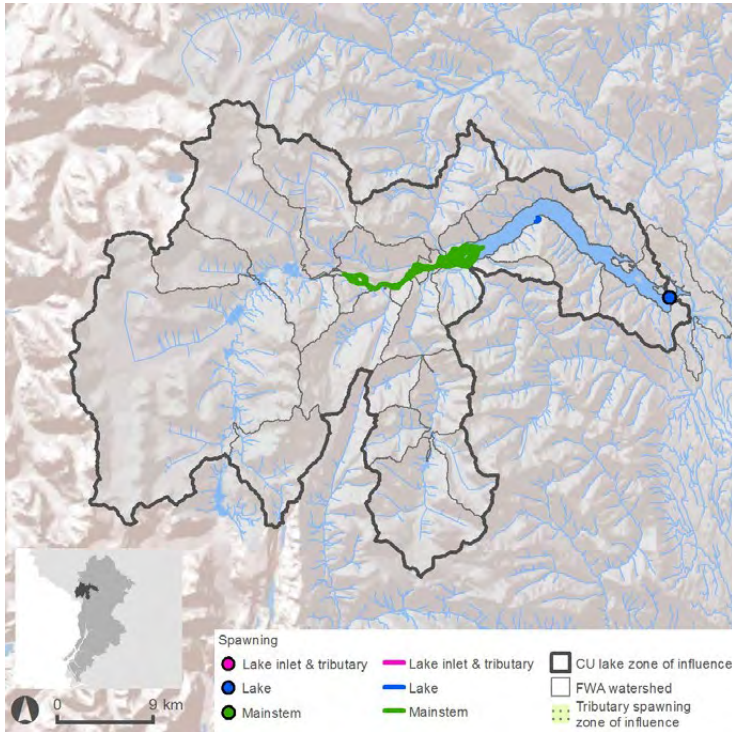 Spawning
Lake inlet & tributary
Lake
Mainstem
Lake inlet & tributary
Lake
Mainstem
CU lake zone of influence
FWA watershed
Tributary spawning
zone of influence
0 9 km